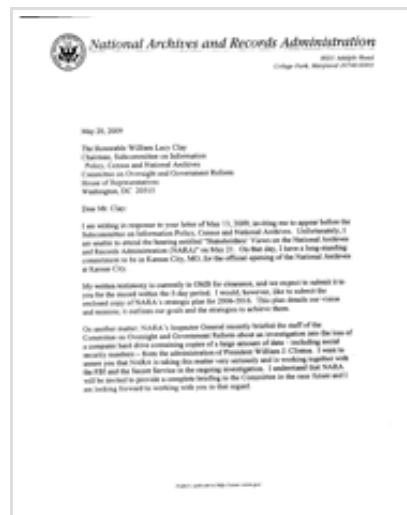 National Archives and Records Administration
8601 Adelphi Road
College Park, Maryland 20740-6001
May 20, 2009
The Honorable William Lacy Clay
Chairman, Subcommittee on Information
Policy, Census and National Archives
Committee on Oversight and Government Reform
House of Representatives
Washington, DC 20515
Dear Mr. Clay:
I am writing in response to your letter of May 13, 2009, inviting me to appear before the
Subcommittee on Information Policy, Census and National Archives. Unfortunately, I
am unable to attend the hearing entitled "Stakeholders' Views on the National Archives
and Records Administration (NARA)" on May 21. On that day, I have a long-standing
commitment to be in Kansas City, MO, for the official opening of the National Archives
at Kansas City.
My written testimony is currently in OMB for clearance, and we expect to submit it to
you for the record within the 5-day period. I would, however, like to submit the
enclosed copy of NARA's strategic plan for 2006-2016. This plan details our vision
and mission; it outlines our goals and the strategies to achieve them.
On another matter: NARA's Inspector General recently briefed the staff of the
Committee on Oversight and Government Reform about an investigation into the loss of
a computer hard drive containing copies of a large amount of data - including social
security numbers - from the administration of President William J. Clinton. I want to
assure you that NARA is taking this matter very seriously and is working together with
the FBI and the Secret Service in the ongoing investigation. I understand that NARA
will be invited to provide a complete briefing to the Committee in the near future and I
am looking forward to working with you in that regard.